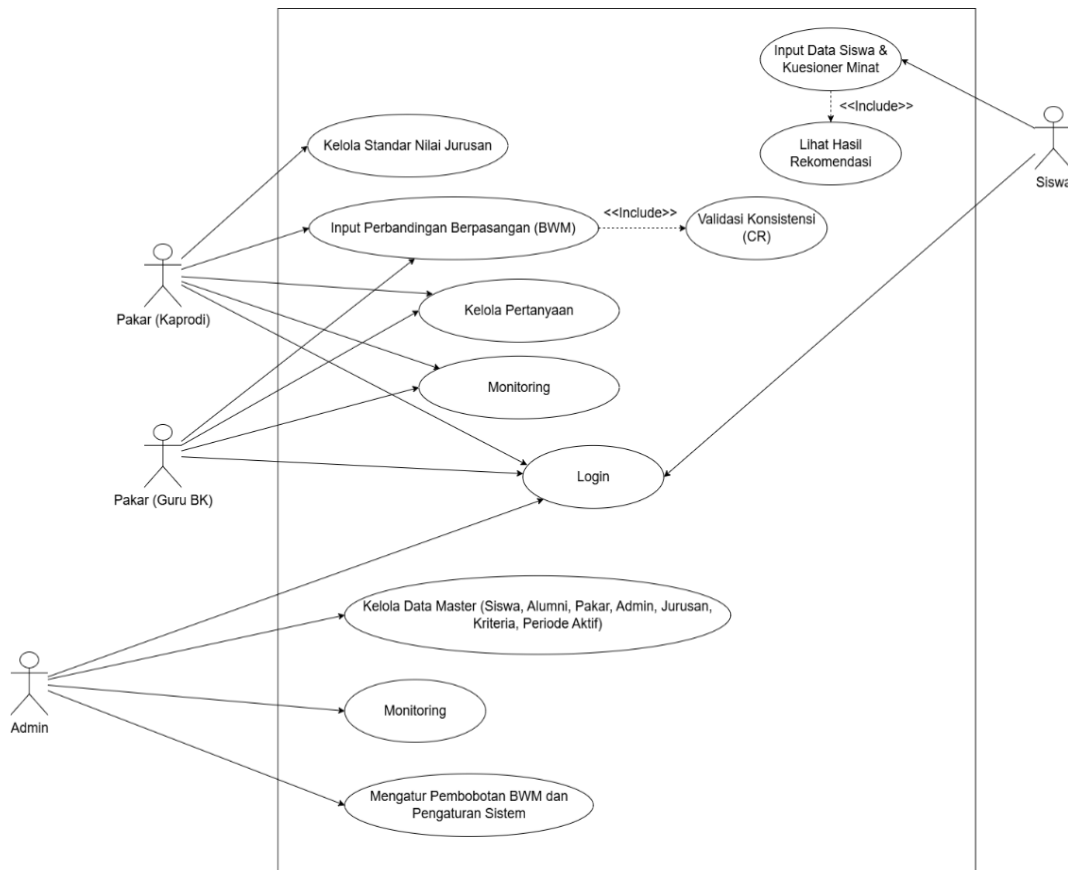 Input Data Siswa &
Kuesioner Minat
<<Include>>
Lihat Hasil
Rekomendasi
Siswa
Kelola Standar Nilai Jurusan
Input Perbandingan Berpasangan (BWM)
<<Include>>
Validasi Konsistensi
(CR)
Pakar (Kaprodi)
Kelola Pertanyaan
Monitoring
Login
Pakar (Guru BK)
Kelola Data Master (Siswa, Alumni, Pakar, Admin, Jurusan,
Kriteria, Periode Aktif)
Admin
Monitoring
Mengatur Pembobotan BWM dan
Pengaturan Sistem